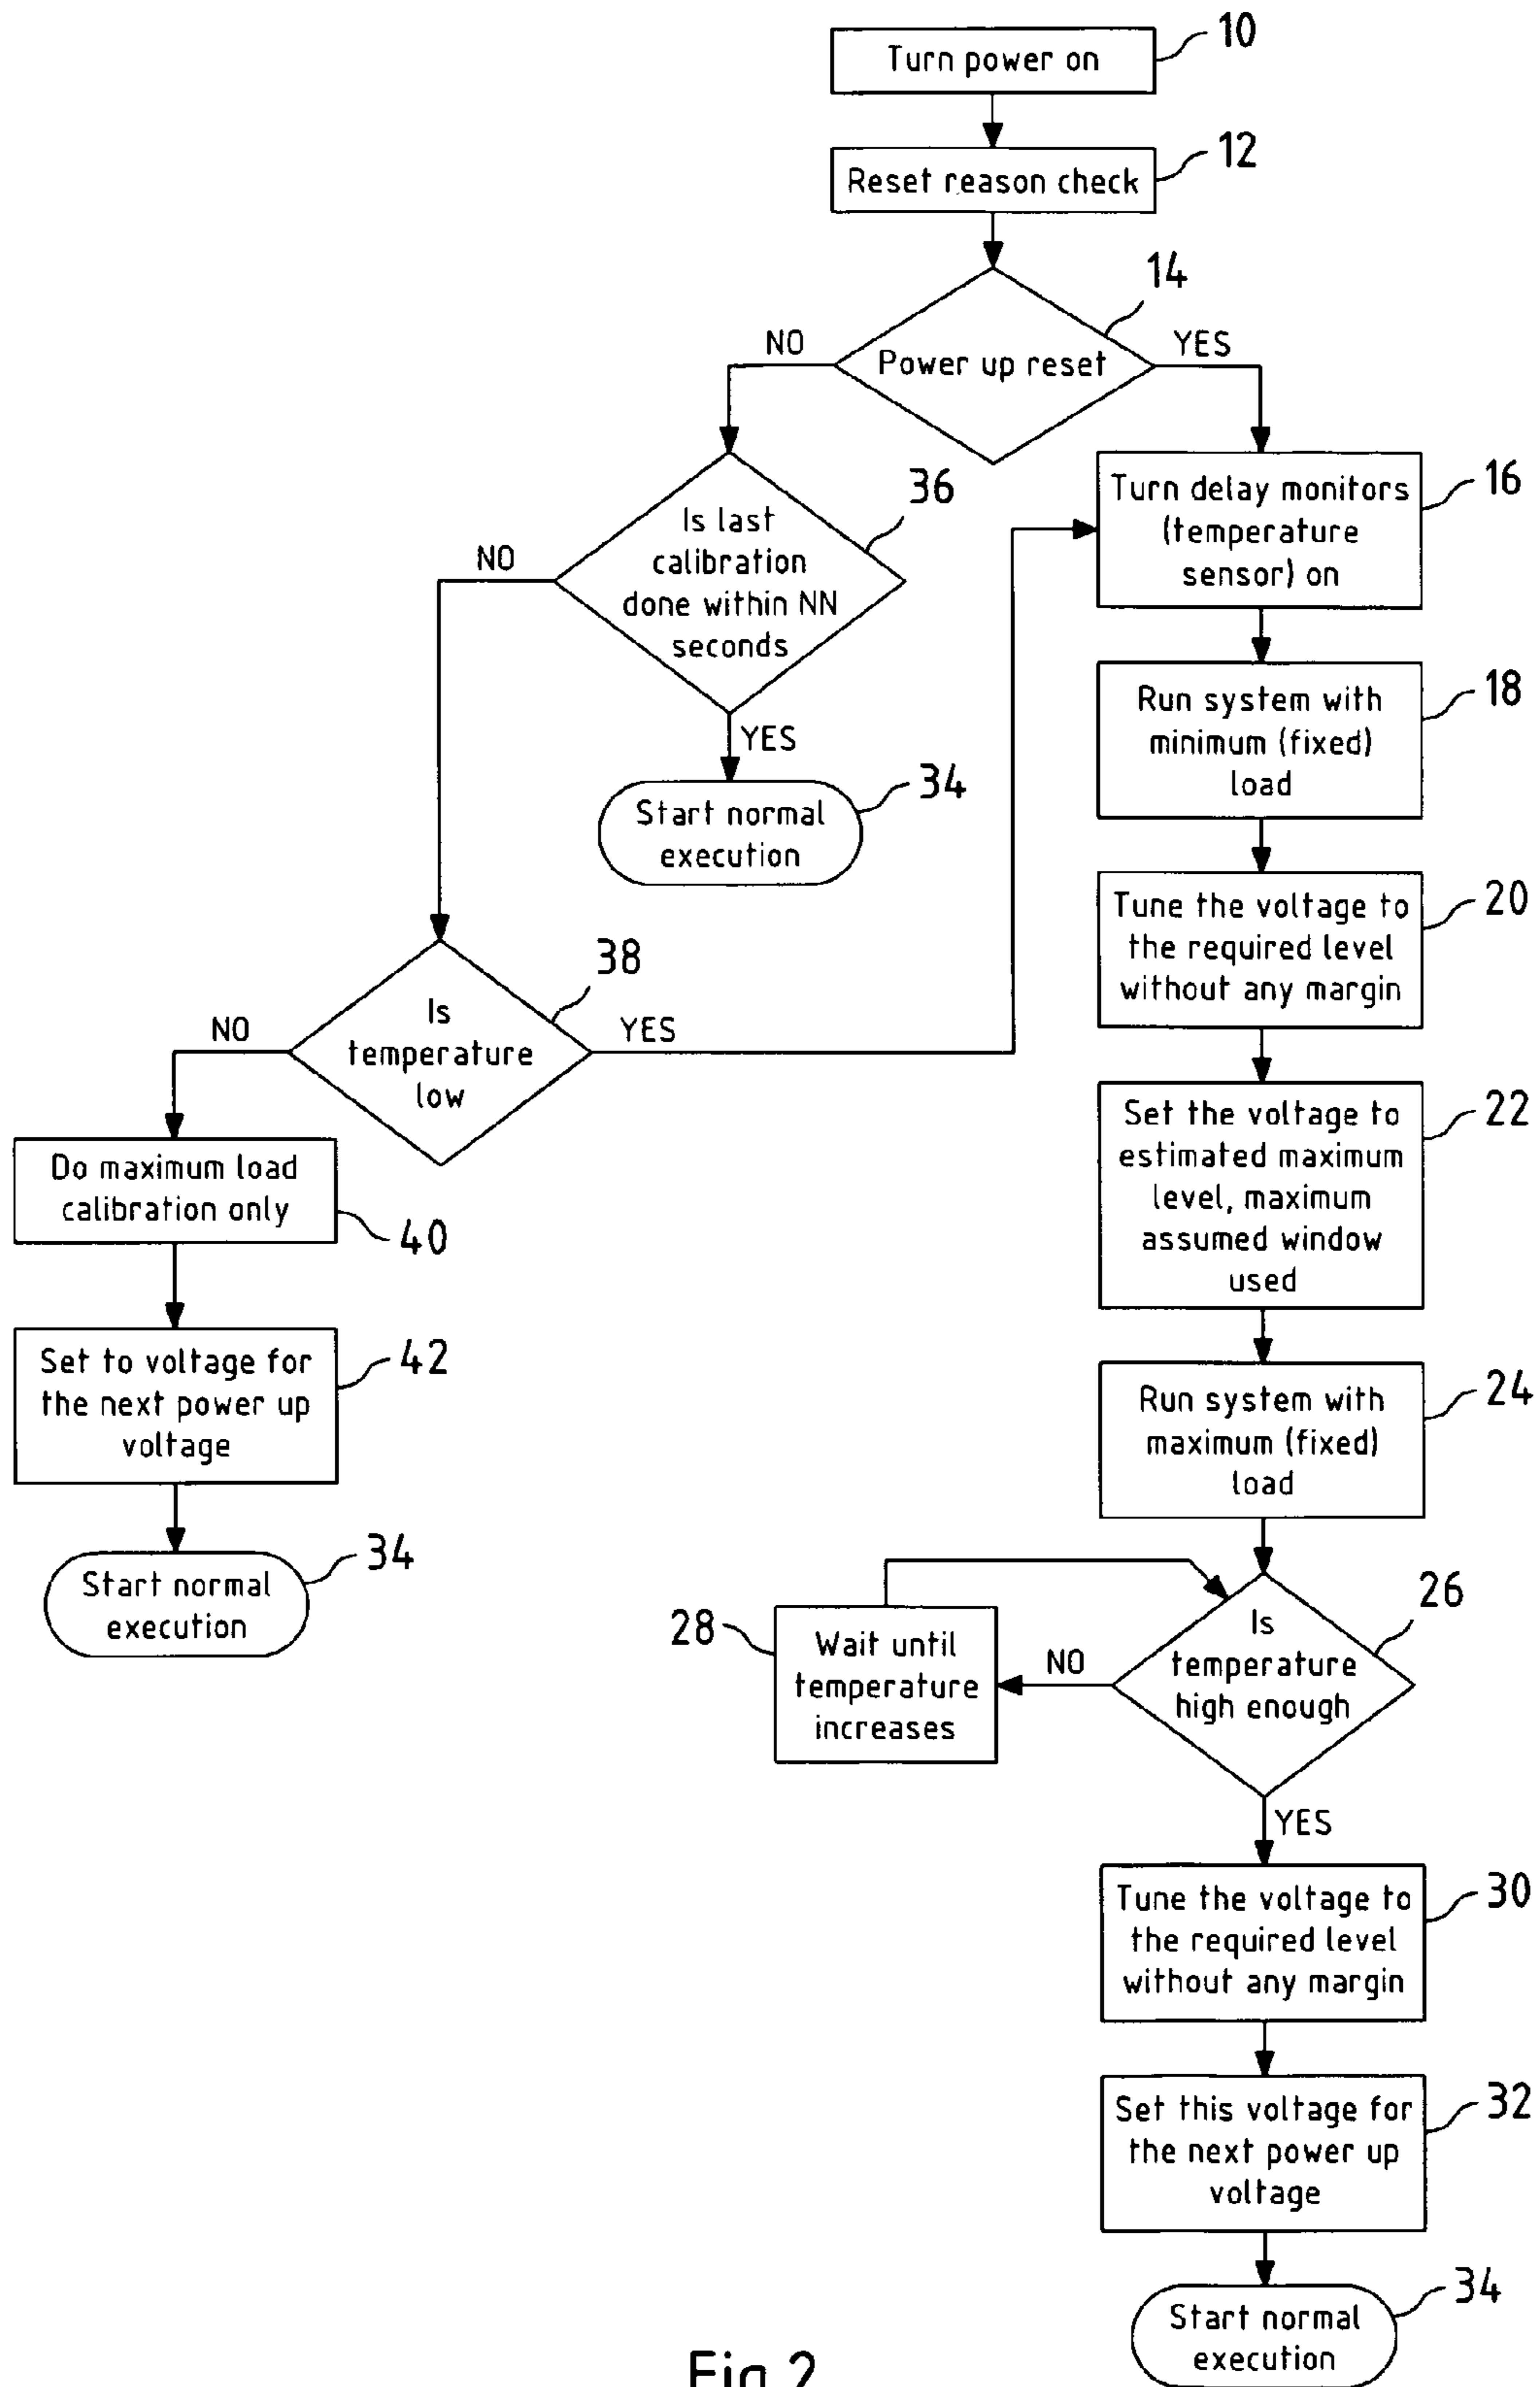 Turn power on
10
Reset reason check
12
Power up reset
14
NO
YES
Is last
calibration
done within NN
seconds
36
NO
YES
Start normal
execution
34
Turn delay monitors
(temperature
sensor) on
16
Run system with
minimum (fixed)
load
18
Tune the voltage to
the required level
without any margin
20
Is
temperature
low
38
NO
YES
Do maximum load
calibration only
40
Set to voltage for
the next power up
voltage
42
Start normal
execution
34
Set the voltage to
estimated maximum
level, maximum
assumed window
used
22
Run system with
maximum (fixed)
load
24
Is
temperature
high enough
26
NO
28
Wait until
temperature
increases
YES
Tune the voltage to
the required level
without any margin
30
Set this voltage for
the next power up
voltage
32
Start normal
execution
34
Fig.2